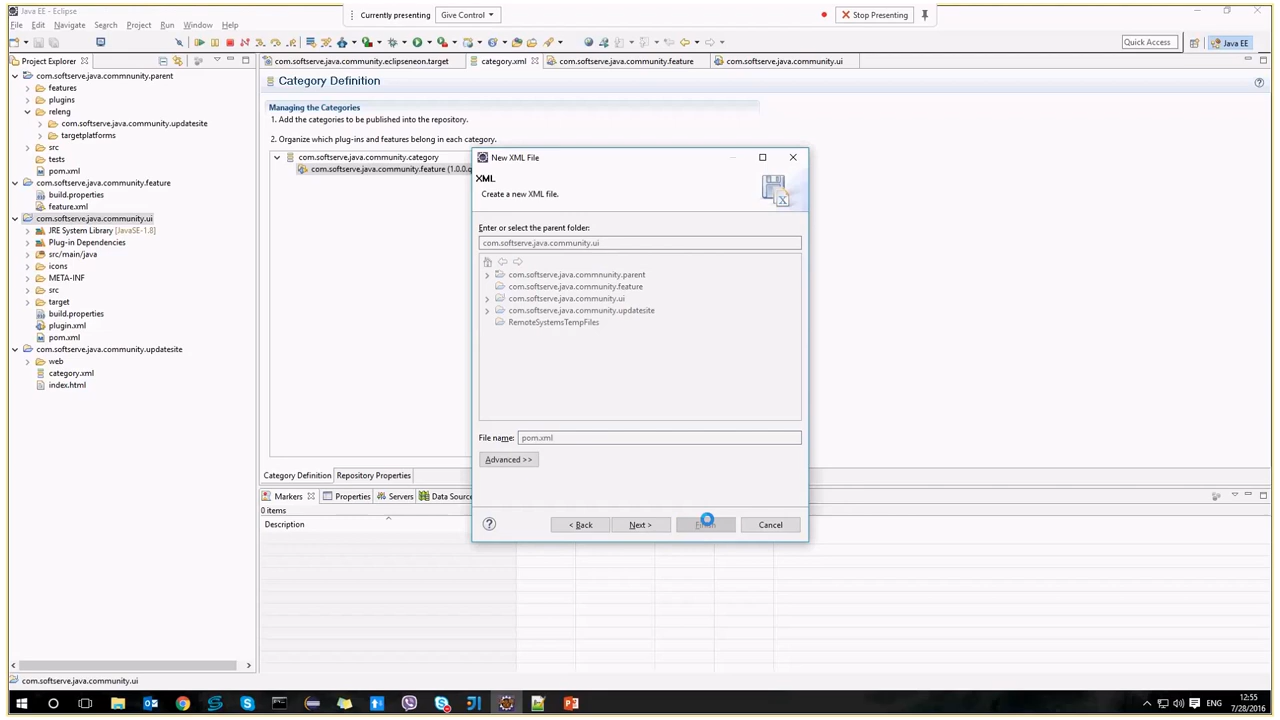 Java EE - Eclipse
Currently presenting
Give Control
Stop Presenting
File Edit Navigate Search Project Run Window Help
Quick Access
Java EE
Project Explorer
com.softserve.java.commnunity.parent
features
plugins
releng
com.softserve.java.community.updatesite
targetplatforms
src
tests
pom.xml
com.softserve.java.community.feature
build.properties
feature.xml
com.softserve.java.community.ui
JRE System Library [JavaSE-1.8]
Plug-in Dependencies
src/main/java
icons
META-INF
src
target
build.properties
plugin.xml
pom.xml
com.softserve.java.community.updatesite
web
category.xml
index.html
com.softserve.java.community.eclipseneon.target
category.xml
com.softserve.java.community.feature
com.softserve.java.community.ui
Category Definition
Managing the Categories
1. Add the categories to be published into the repository.
2. Organize which plug-ins and features belong in each category.
com.softserve.java.community.category
com.softserve.java.community.feature (1.0.0.q
New XML File
XML
Create a new XML file.
Enter or select the parent folder:
com.softserve.java.community.ui
com.softserve.java.commnunity.parent
com.softserve.java.community.feature
com.softserve.java.community.ui
com.softserve.java.community.updatesite
RemoteSystemsTempFiles
File name: pom.xml
Advanced >>
< Back Next > Finish Cancel
Category Definition Repository Properties
Markers Properties Servers Data Source
0 items
Description
com.softserve.java.community.ui
ENG
12:55
7/28/2016